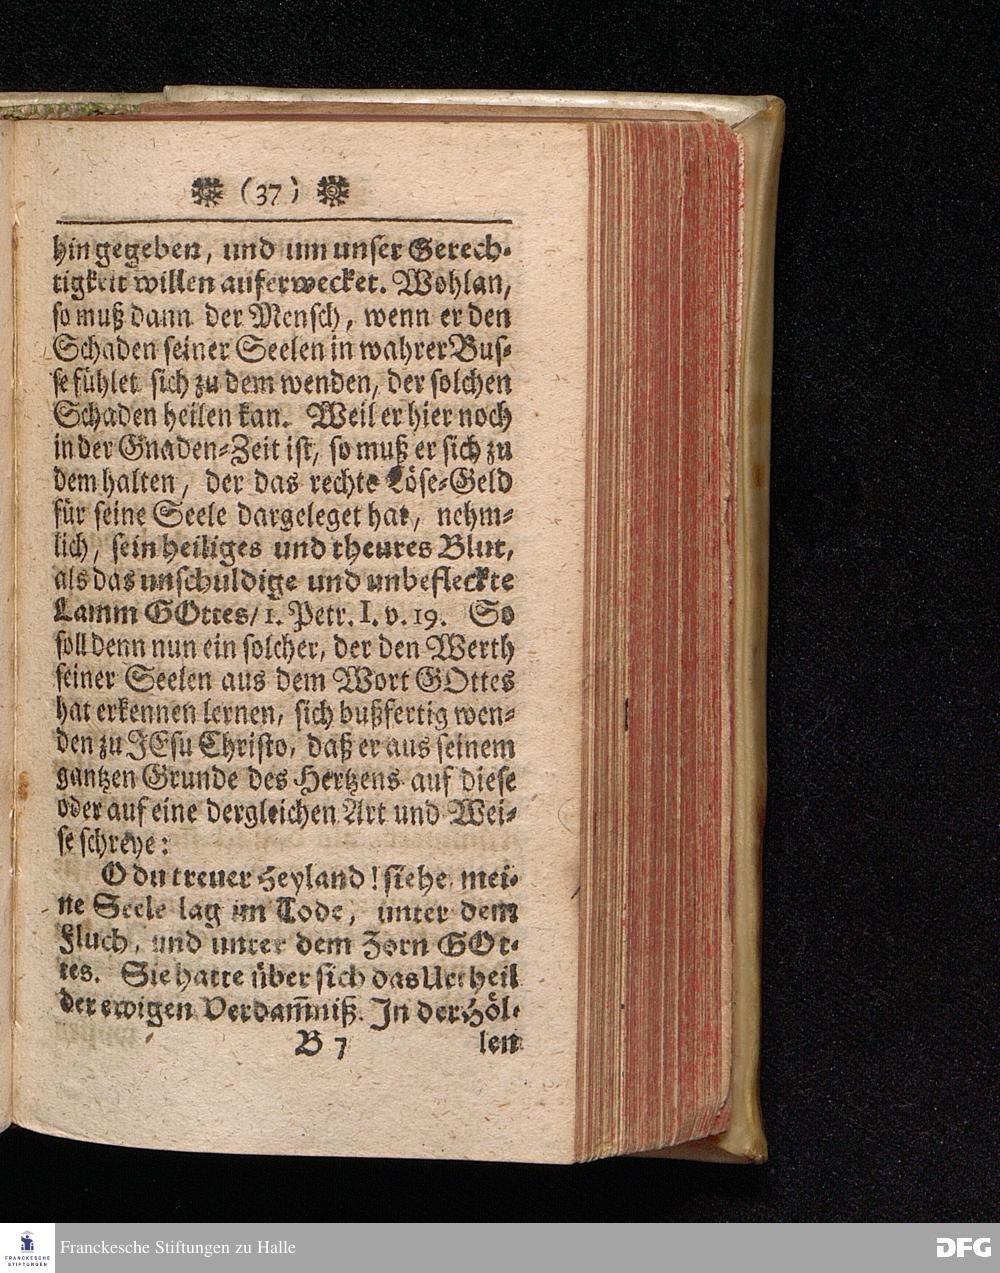 (37)
hingegeben, und um unser Gerech-
tigkeit willen auferwecket. Wohlan,
so muß dann der Mensch, wenn er den
Schaden seiner Seelen in wahrer Bus-
se fühlet sich zu dem wenden, der solchen
Schaden heilen kan. Weil er hier noch
in der Gnaden-Zeit ist, so muß er sich zu
dem halten, der das rechte Löse-Geld
für seine Seele dargeleget hat, nehm-
lich, sein heiliges und theures Blut,
als das unschuldige und unbefleckte
Lamm GOttes/ 1. Petr. I. v. 19. So
soll denn nun ein solcher, der den Werth
seiner Seelen aus dem Wort GOttes
hat erkennen lernen, sich bußfertig wen-
den zu JEsu Christo, daß er aus seinem
gantzen Grunde des Hertzens auf diese
oder auf eine dergleichen Art und Wei-
se schreye:
O du treuer Heyland! siehe mei-
ne Seele lag im Tode, unter dem
Fluch, und unter dem Zorn GOt-
tes. Sie hatte über sich das Urtheil
der ewigen Verdam̃niß. In der Höl-
B 7 len
FRANCKESCHE
STIFTUNGEN
Franckesche Stiftungen zu Halle
DFG